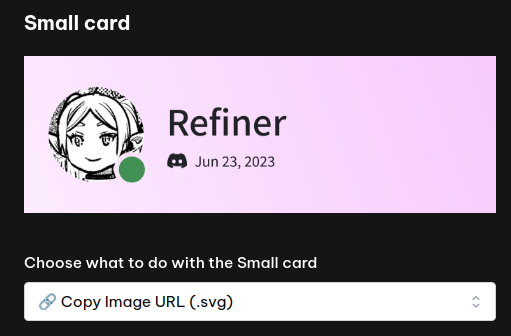 Small card
Refiner
Jun 23, 2023
Choose what to do with the Small card
🔗 Copy Image URL (.svg)